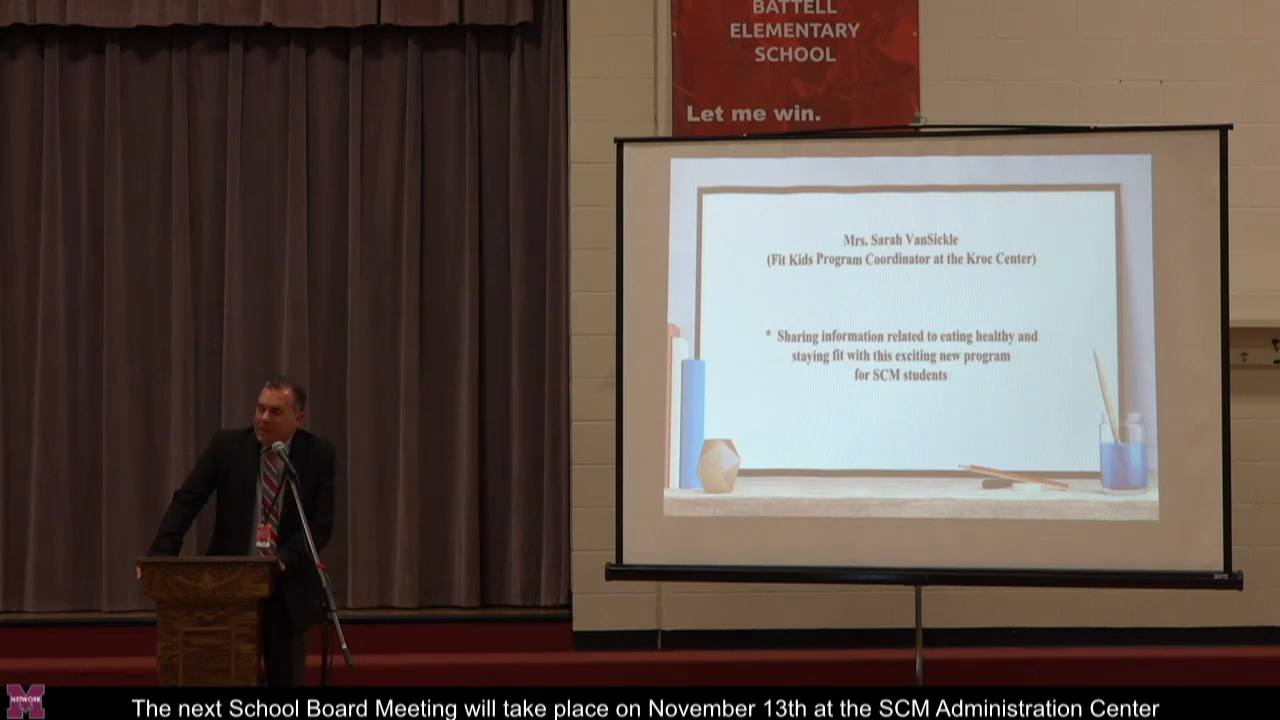 BATTELL
ELEMENTARY
SCHOOL
Let me win.
Mrs. Sarah VanSickle
(Fit Kids Program Coordinator at the Kroc Center)
* Sharing information related to eating healthy and
staying fit with this exciting new program
for SCM students
M
NETWORK
The next School Board Meeting will take place on November 13th at the SCM Administration Center